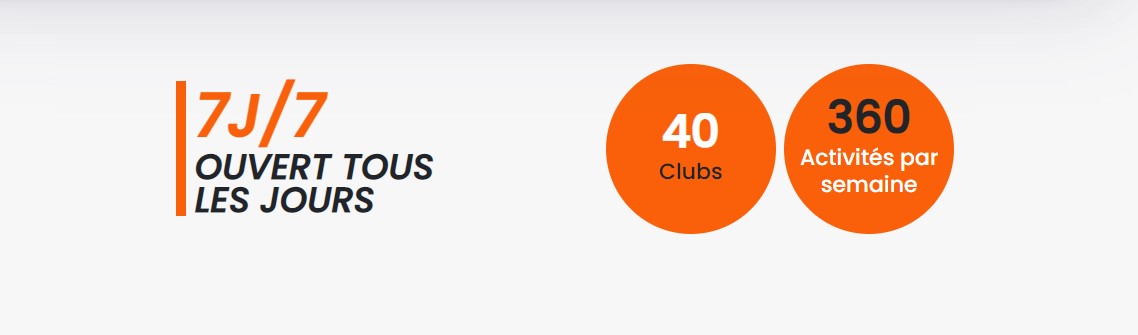 7J/7
OUVERT TOUS
LES JOURS
40
Clubs
360
Activités par
semaine